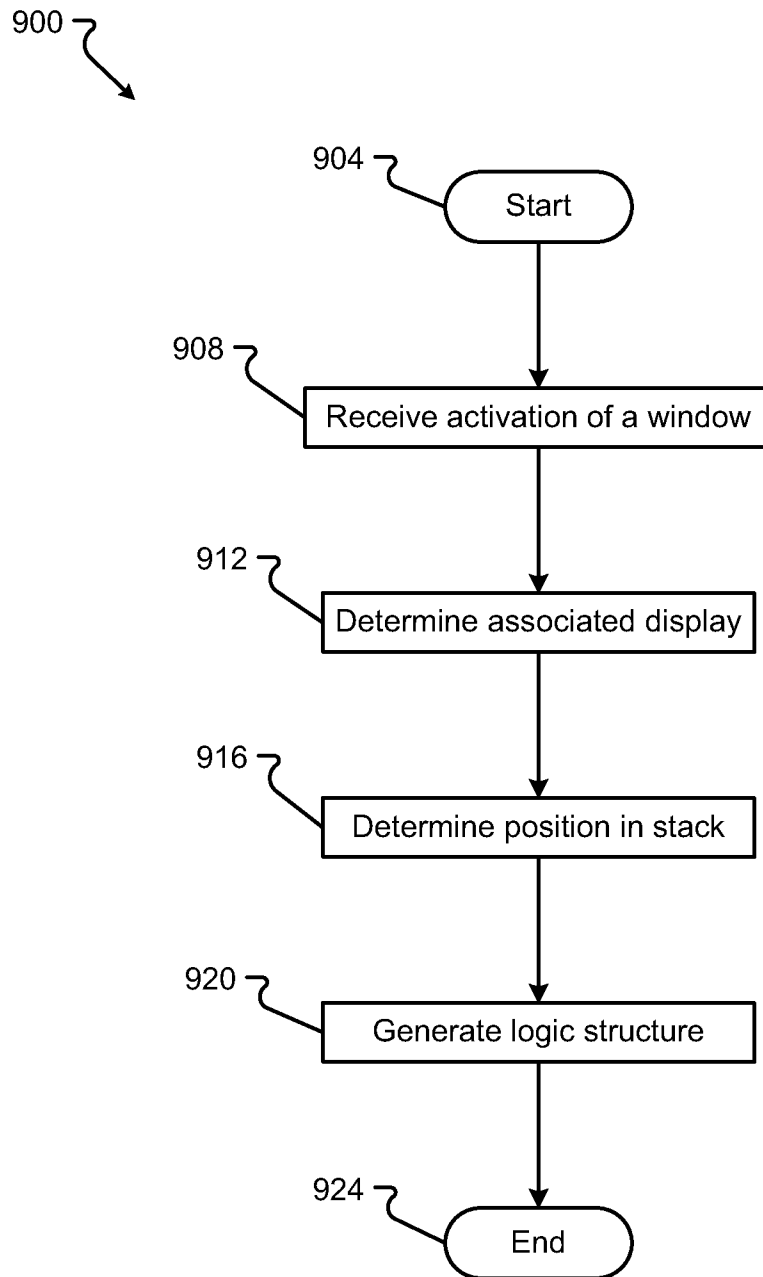 900
904
Start
908
Receive activation of a window
912
Determine associated display
916
Determine position in stack
920
Generate logic structure
924
End